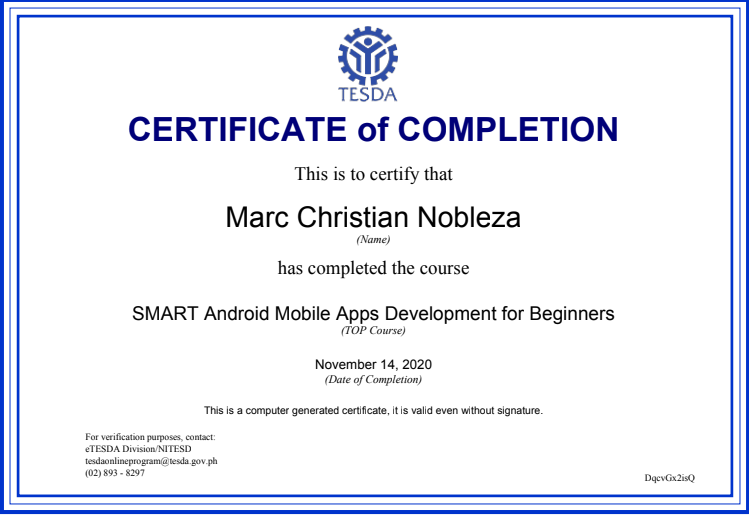 TESDA
CERTIFICATE of COMPLETION
This is to certify that
Marc Christian Nobleza
(Name)
has completed the course
SMART Android Mobile Apps Development for Beginners
(TOP Course)
November 14, 2020
(Date of Completion)
This is a computer generated certificate, it is valid even without signature.
For verification purposes, contact:
eTESDA Division/NITESD
tesdaonlineprogram@tesda.gov.ph
(02) 893 - 8297
DqcvGx2isQ